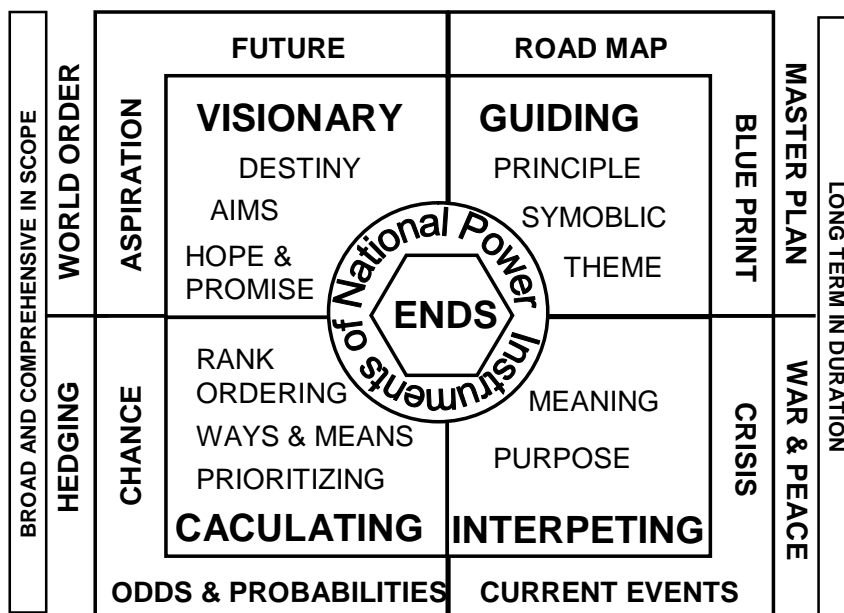 FUTURE
ROAD MAP
BROAD AND COMPREHENSIVE IN SCOPE
WORLD ORDER
ASPIRATION
VISIONARY
DESTINY
AIMS
HOPE &
PROMISE
GUIDING
PRINCIPLE
SYMOBLIC
THEME
BLUE PRINT
MASTER PLAN
LONG TERM IN DURATION
Instruments of National Power
ENDS
HEDGING
CHANCE
RANK
ORDERING
WAYS & MEANS
PRIORITIZING
CACULATING
MEANING
PURPOSE
INTERPETING
CRISIS
WAR & PEACE
ODDS & PROBABILITIES
CURRENT EVENTS